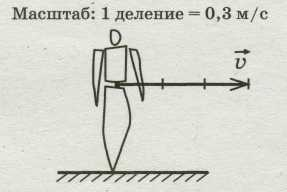 Масштаб: 1 деление = 0,3 м/с
v⃗